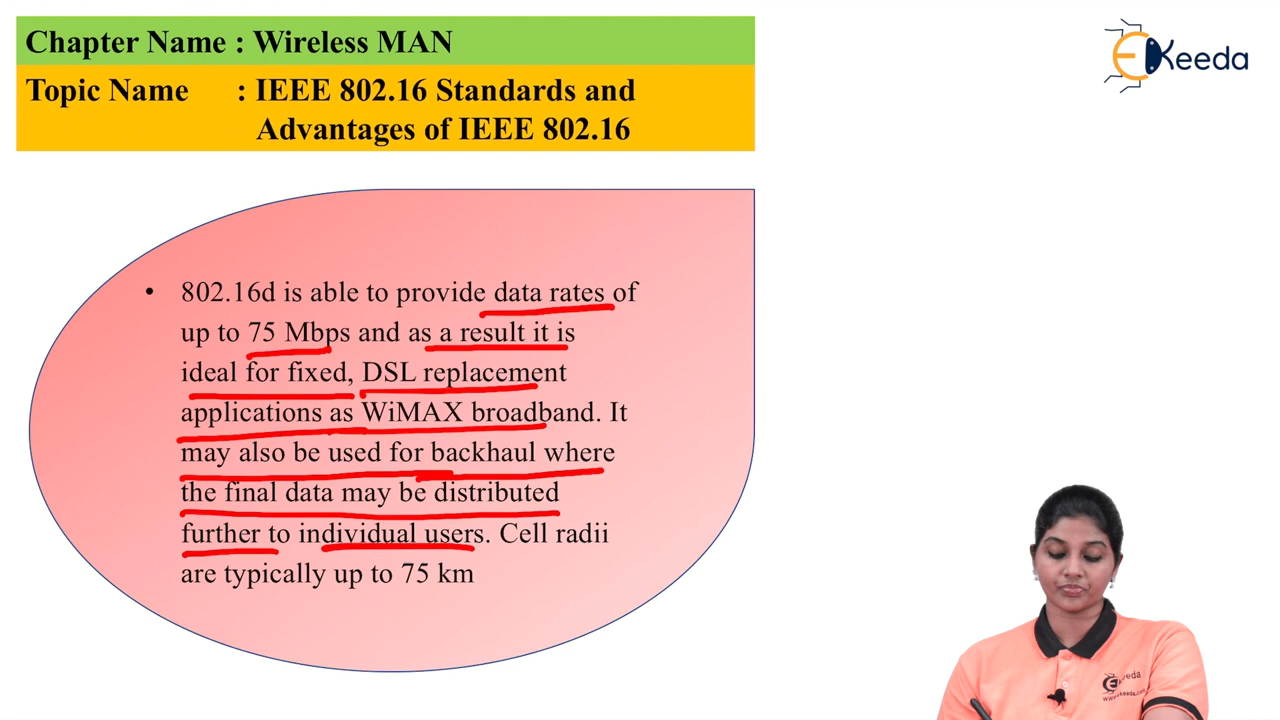 Chapter Name : Wireless MAN
Topic Name : IEEE 802.16 Standards and
Advantages of IEEE 802.16
EKeeda
• 802.16d is able to provide data rates of
up to 75 Mbps and as a result it is
ideal for fixed, DSL replacement
applications as WiMAX broadband. It
may also be used for backhaul where
the final data may be distributed
further to individual users. Cell radii
are typically up to 75 km